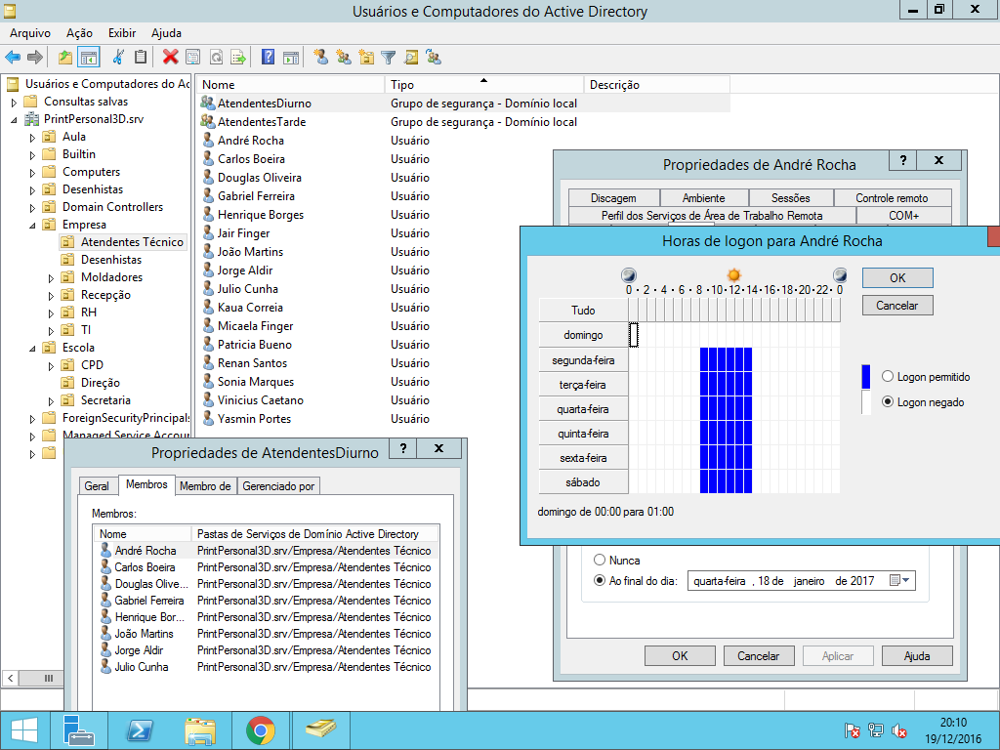 Usuários e Computadores do Active Directory
Arquivo Ação Exibir Ajuda
Usuários e Computadores do Ac
Consultas salvas
PrintPersonal3D.srv
Aula
Builtin
Computers
Desenhistas
Domain Controllers
Empresa
Atendentes Técnico
Desenhistas
Moldadores
Recepção
RH
TI
Escola
CPD
Direção
Secretaria
ForeignSecurityPrincipals
Managed Service Accour
Nome Tipo Descrição
AtendentesDiurno Grupo de segurança - Domínio local
AtendentesTarde Grupo de segurança - Domínio local
André Rocha Usuário
Carlos Boeira Usuário
Douglas Oliveira Usuário
Gabriel Ferreira Usuário
Henrique Borges Usuário
Jair Finger Usuário
João Martins Usuário
Jorge Aldir Usuário
Julio Cunha Usuário
Kaua Correia Usuário
Micaela Finger Usuário
Patricia Bueno Usuário
Renan Santos Usuário
Sonia Marques Usuário
Vinicius Caetano Usuário
Yasmin Portes Usuário
Propriedades de AtendentesDiurno ? X
Geral Membros Membro de Gerenciado por
Membros:
Nome Pastas de Serviços de Domínio Active Directory
André Rocha PrintPersonal3D.srv/Empresa/Atendentes Técnico
Carlos Boeira PrintPersonal3D.srv/Empresa/Atendentes Técnico
Douglas Olive... PrintPersonal3D.srv/Empresa/Atendentes Técnico
Gabriel Ferreira PrintPersonal3D.srv/Empresa/Atendentes Técnico
Henrique Bor... PrintPersonal3D.srv/Empresa/Atendentes Técnico
João Martins PrintPersonal3D.srv/Empresa/Atendentes Técnico
Jorge Aldir PrintPersonal3D.srv/Empresa/Atendentes Técnico
Julio Cunha PrintPersonal3D.srv/Empresa/Atendentes Técnico
Propriedades de André Rocha ? X
Discagem Ambiente Sessões Controle remoto
Perfil dos Serviços de Área de Trabalho Remota COM+
Horas de logon para André Rocha
0 · 2 · 4 · 6 · 8 · 10 · 12 · 14 · 16 · 18 · 20 · 22 · 0
Tudo
domingo
segunda-feira
terça-feira
quarta-feira
quinta-feira
sexta-feira
sábado
domingo de 00:00 para 01:00
OK
Cancelar
Logon permitido
Logon negado
Nunca
Ao final do dia: quarta-feira , 18 de janeiro de 2017
OK Cancelar Aplicar Ajuda
20:10
19/12/2016